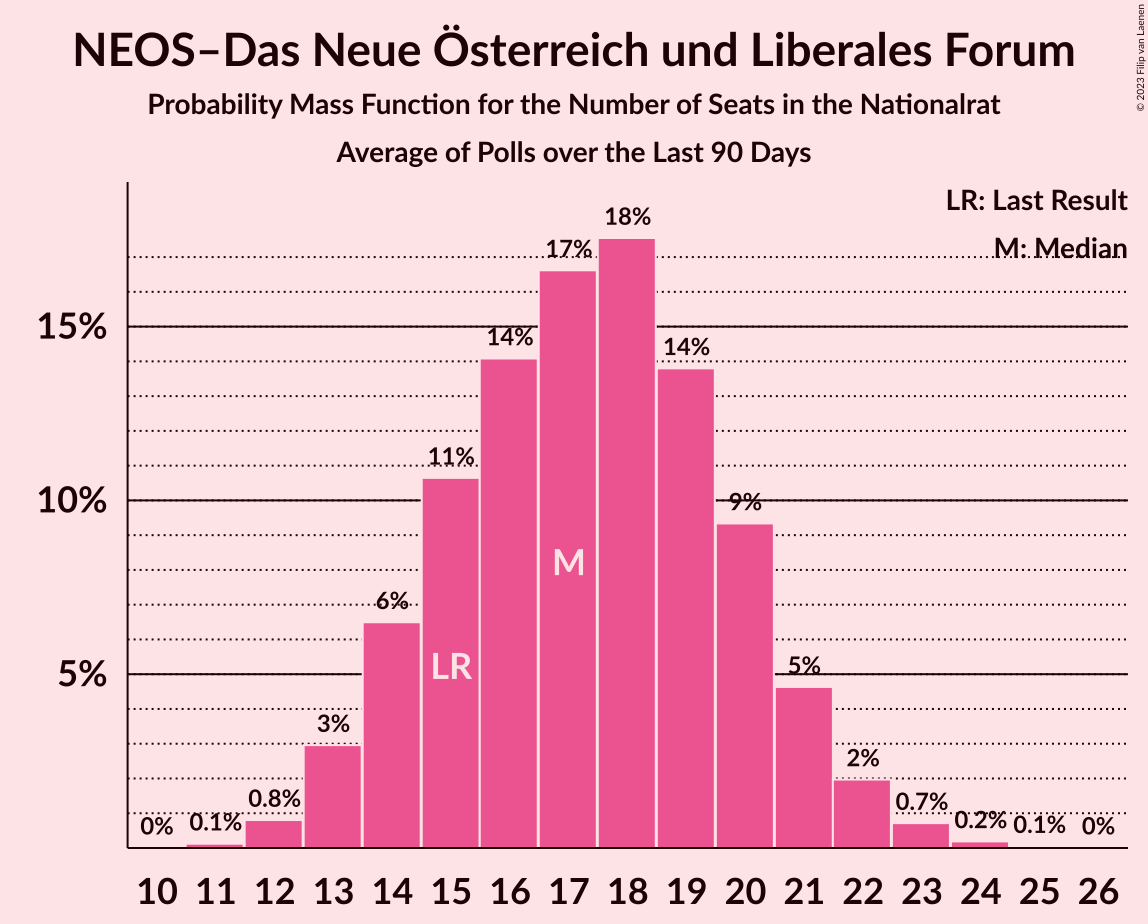 NEOS–Das Neue Österreich und Liberales Forum
Probability Mass Function for the Number of Seats in the Nationalrat
Average of Polls over the Last 90 Days
© 2023 Filip van Laenen
LR: Last Result
M: Median
15%
10%
5%
0% 0.1% 0.8% 3% 6% 11% 14% 17% 18% 14% 9% 5% 2% 0.7% 0.2% 0.1% 0%
LR M
10 11 12 13 14 15 16 17 18 19 20 21 22 23 24 25 26